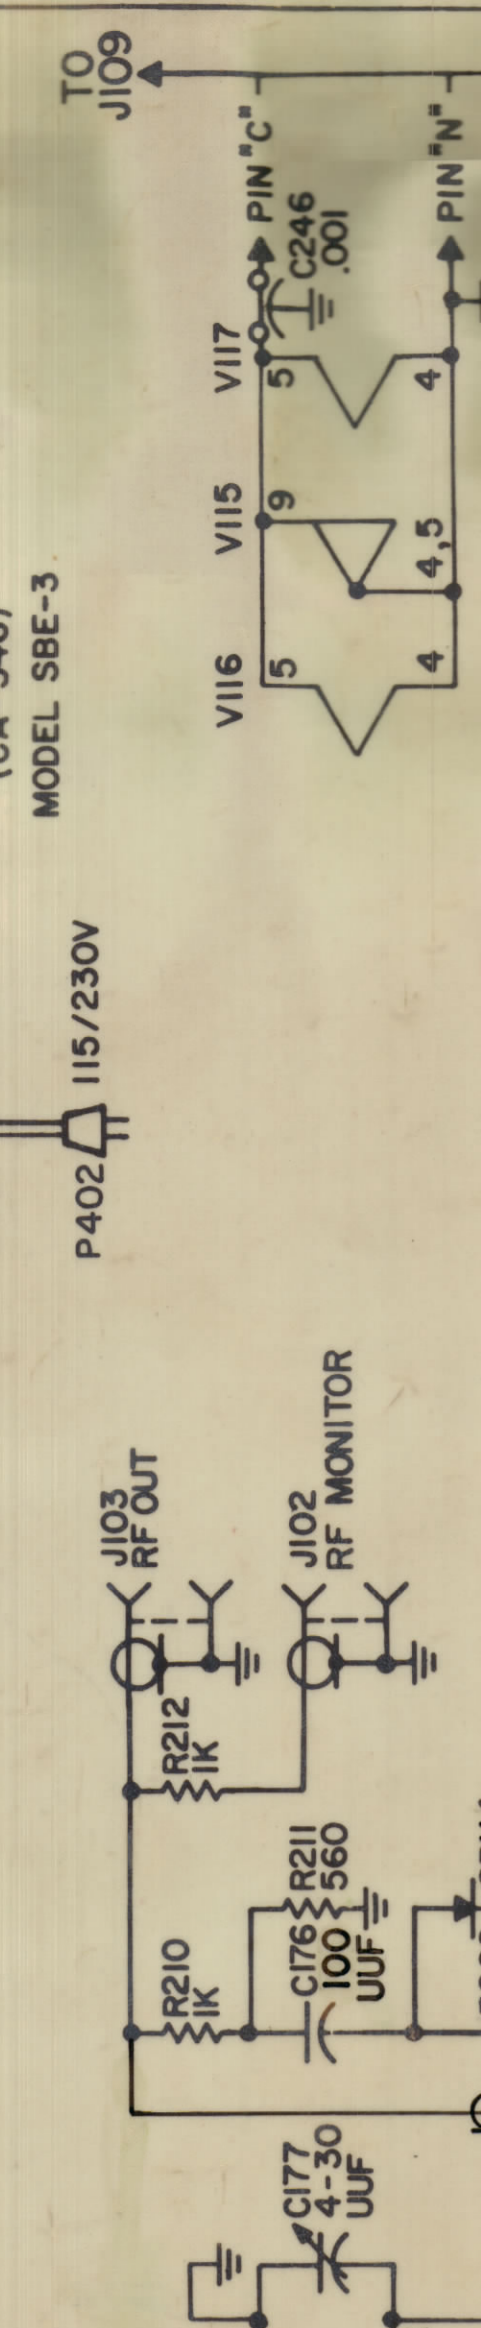 TO
J109
PIN "C"
C246
.001
PIN "N"
V117
5
4
V115
9
4,5
V116
5
4
MODEL SBE-3
115/230V
P402
J103
RF OUT
J102
RF MONITOR
R212
1K
R211
560
R210
1K
C176
100
UUF
C177
4-30
UUF